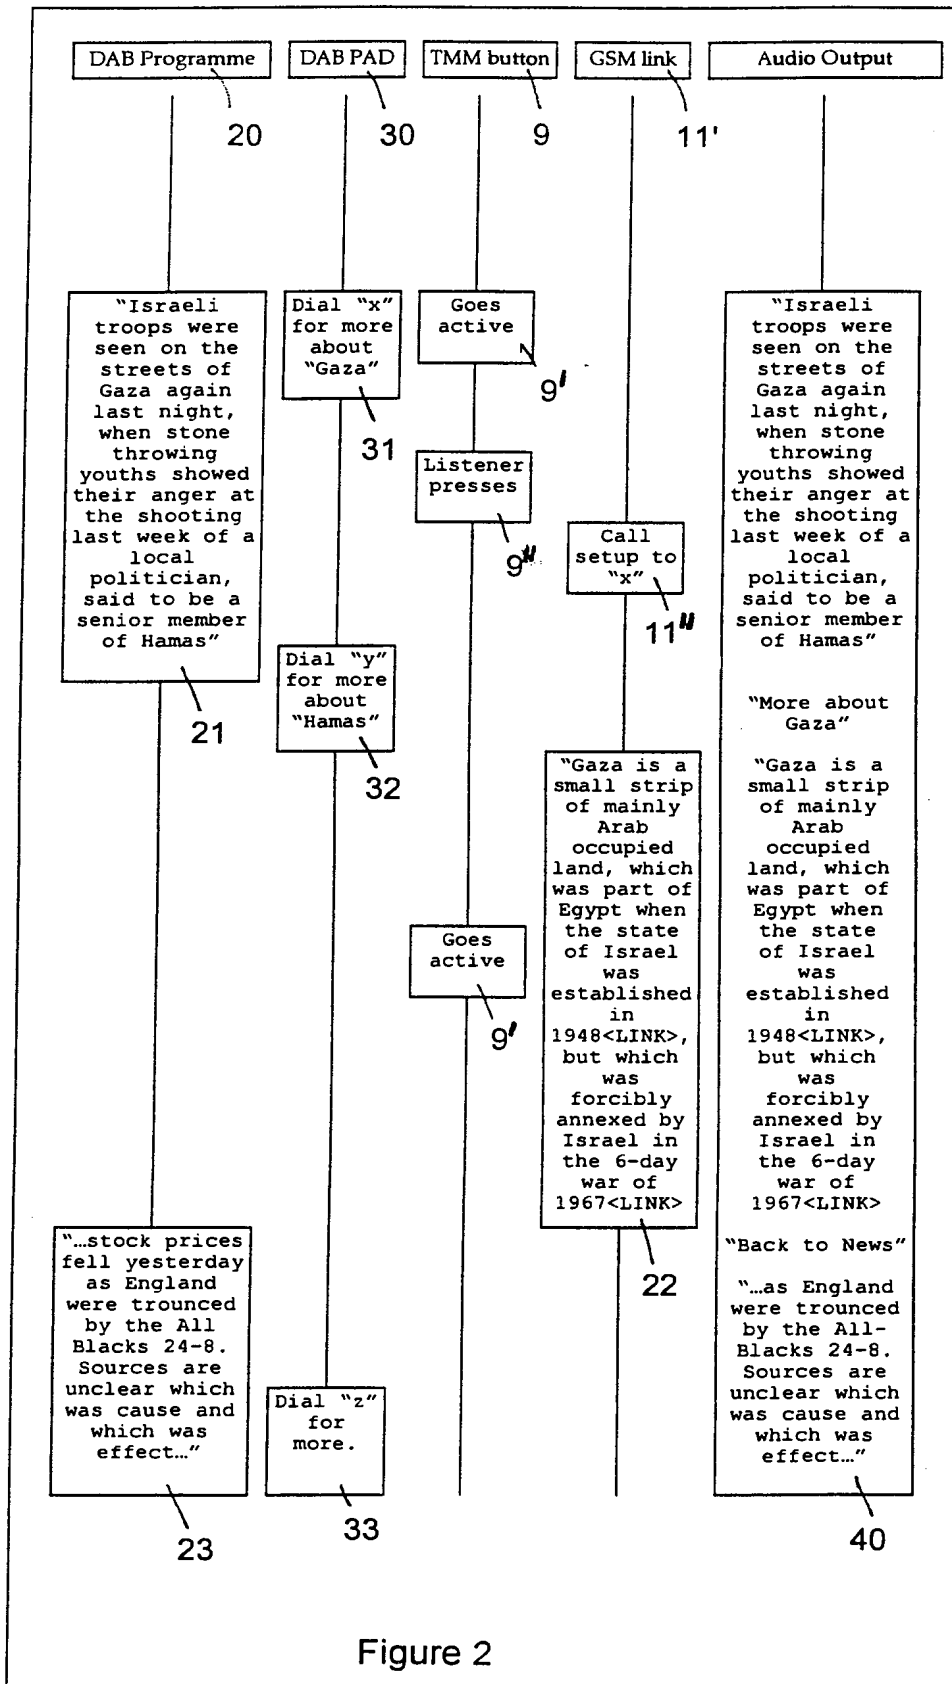 DAB Programme
DAB PAD
TMM button
GSM link
Audio Output
20
30
9
11'
"Israeli
troops were
seen on the
streets of
Gaza again
last night,
when stone
throwing
youths showed
their anger at
the shooting
last week of a
local
politician,
said to be a
senior member
of Hamas"
21
Dial "x"
for more
about
"Gaza"
31
Goes
active
9'
Listener
presses
9"
Call
setup to
"x"
11"
Dial "y"
for more
about
"Hamas"
32
"Gaza is a
small strip
of mainly
Arab
occupied
land, which
was part of
Egypt when
the state
of Israel
was
established
in
1948<LINK>,
but which
was
forcibly
annexed by
Israel in
the 6-day
war of
1967<LINK>
22
Goes
active
9'
"…stock prices
fell yesterday
as England
were trounced
by the All
Blacks 24-8.
Sources are
unclear which
was cause and
which was
effect…"
23
Dial "z"
for
more.
33
"Israeli
troops were
seen on the
streets of
Gaza again
last night,
when stone
throwing
youths showed
their anger at
the shooting
last week of a
local
politician,
said to be a
senior member
of Hamas"
"More about
Gaza"
"Gaza is a
small strip
of mainly
Arab
occupied
land, which
was part of
Egypt when
the state
of Israel
was
established
in
1948<LINK>,
but which
was
forcibly
annexed by
Israel in
the 6-day
war of
1967<LINK>
"Back to News"
"…as England
were trounced
by the All-
Blacks 24-8.
Sources are
unclear which
was cause and
which was
effect…"
40
Figure 2